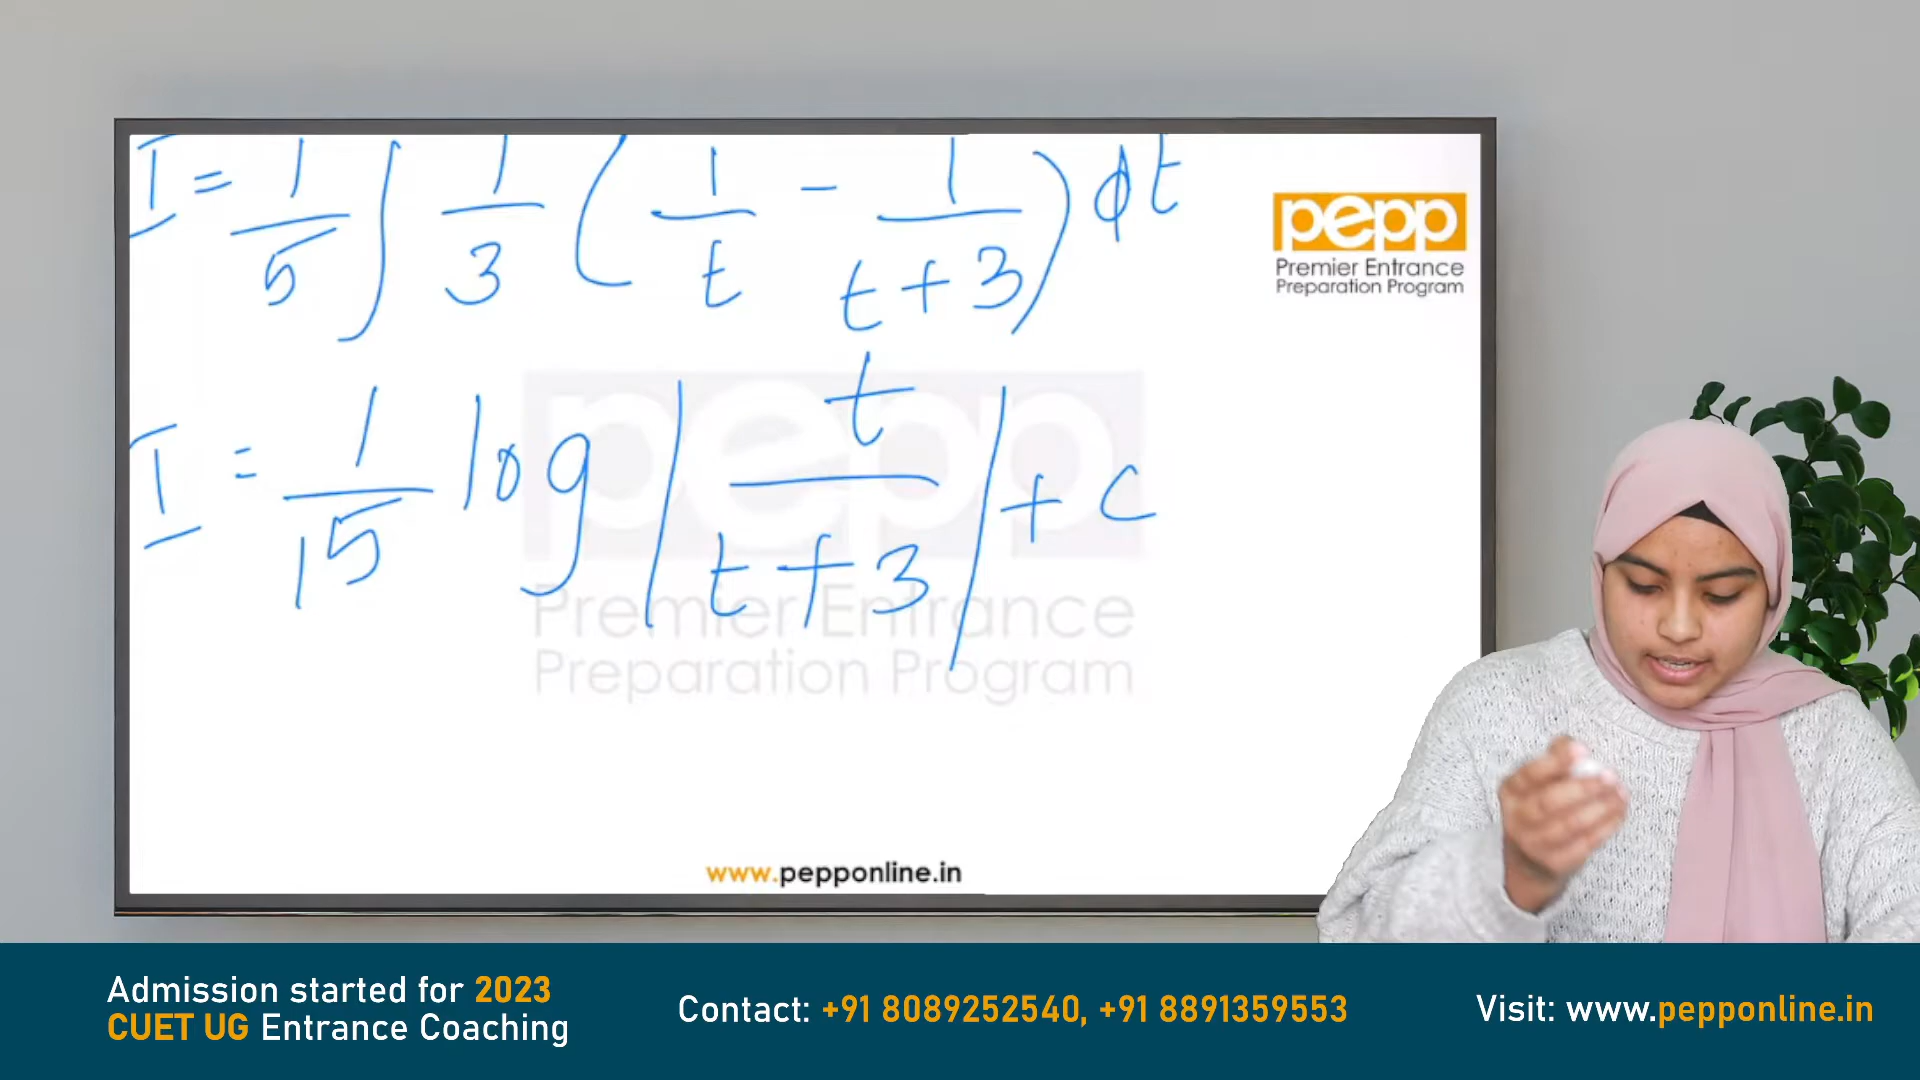 I = 1/5 ∫ 1/3 ( 1/t - 1/t+3 ) dt
pepp
Premier Entrance
Preparation Program
I = 1/15 log | t/t+3 | + c
pepp
Premier Entrance
Preparation Program
www.pepponline.in
Admission started for 2023
CUET UG Entrance Coaching
Contact: +91 8089252540, +91 8891359553
Visit: www.pepponline.in